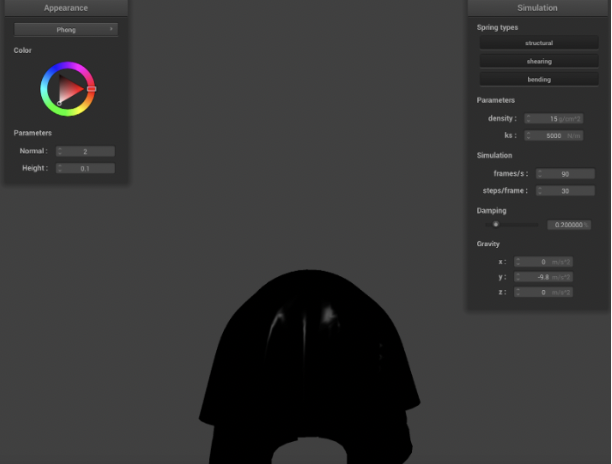 Appearance
Phong
Color
Parameters
Normal : 2
Height : 0.1
Simulation
Spring types
structural
shearing
bending
Parameters
density : 15 g/cm^2
ks : 5000 N/m
Simulation
frames/s : 90
steps/frame : 30
Damping
0.200000 %
Gravity
x : 0 m/s^2
y : -9.8 m/s^2
z : 0 m/s^2